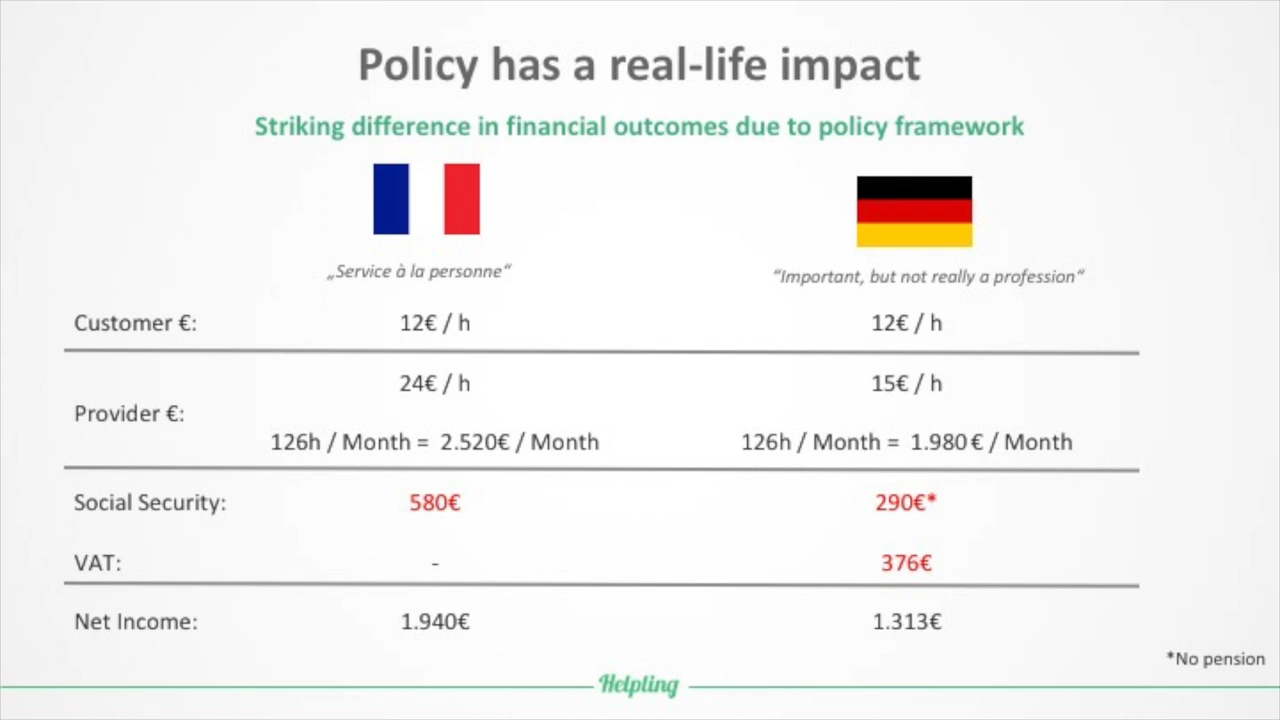 Policy has a real-life impact
Striking difference in financial outcomes due to policy framework
„Service à la personne“
“Important, but not really a profession“
Customer €: 12€ / h 12€ / h
24€ / h 15€ / h
Provider €:
126h / Month = 2.520€ / Month 126h / Month = 1.980 € / Month
Social Security: 580€ 290€*
VAT: - 376€
Net Income: 1.940€ 1.313€
*No pension
Helpling